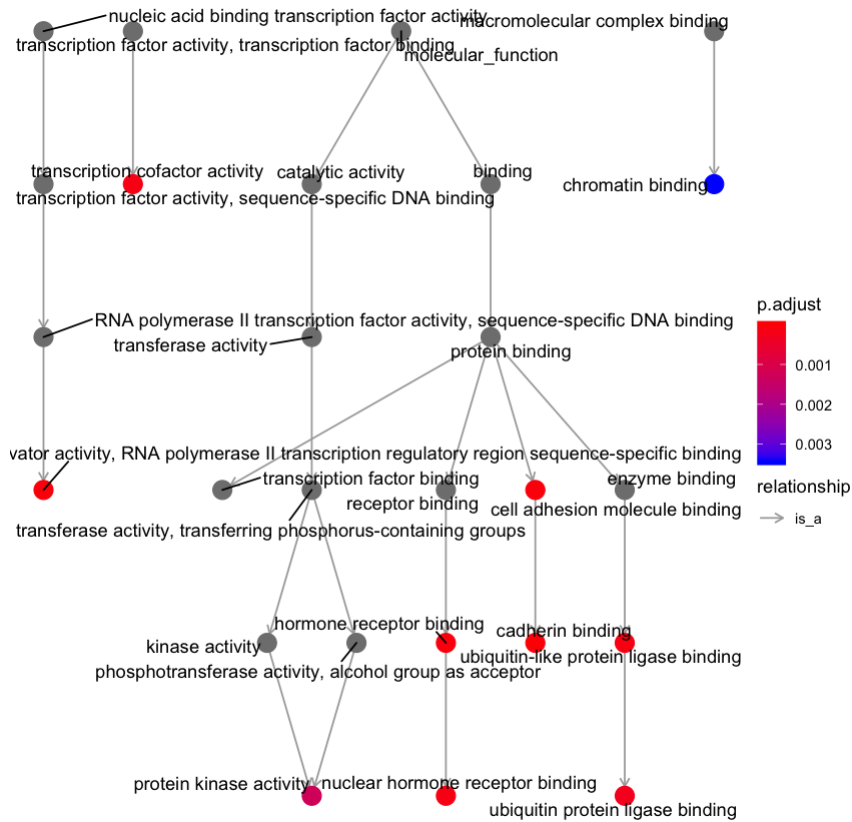 nucleic acid binding transcription factor activity
macromolecular complex binding
transcription factor activity, transcription factor binding
molecular_function
transcription cofactor activity
catalytic activity
binding
chromatin binding
transcription factor activity, sequence-specific DNA binding
p.adjust
RNA polymerase II transcription factor activity, sequence-specific DNA binding
transferase activity
protein binding
0.001
0.002
0.003
vator activity, RNA polymerase II transcription regulatory region sequence-specific binding
transcription factor binding
enzyme binding
relationship
receptor binding
cell adhesion molecule binding
is_a
transferase activity, transferring phosphorus-containing groups
hormone receptor binding
cadherin binding
kinase activity
ubiquitin-like protein ligase binding
phosphotransferase activity, alcohol group as acceptor
protein kinase activity
nuclear hormone receptor binding
ubiquitin protein ligase binding